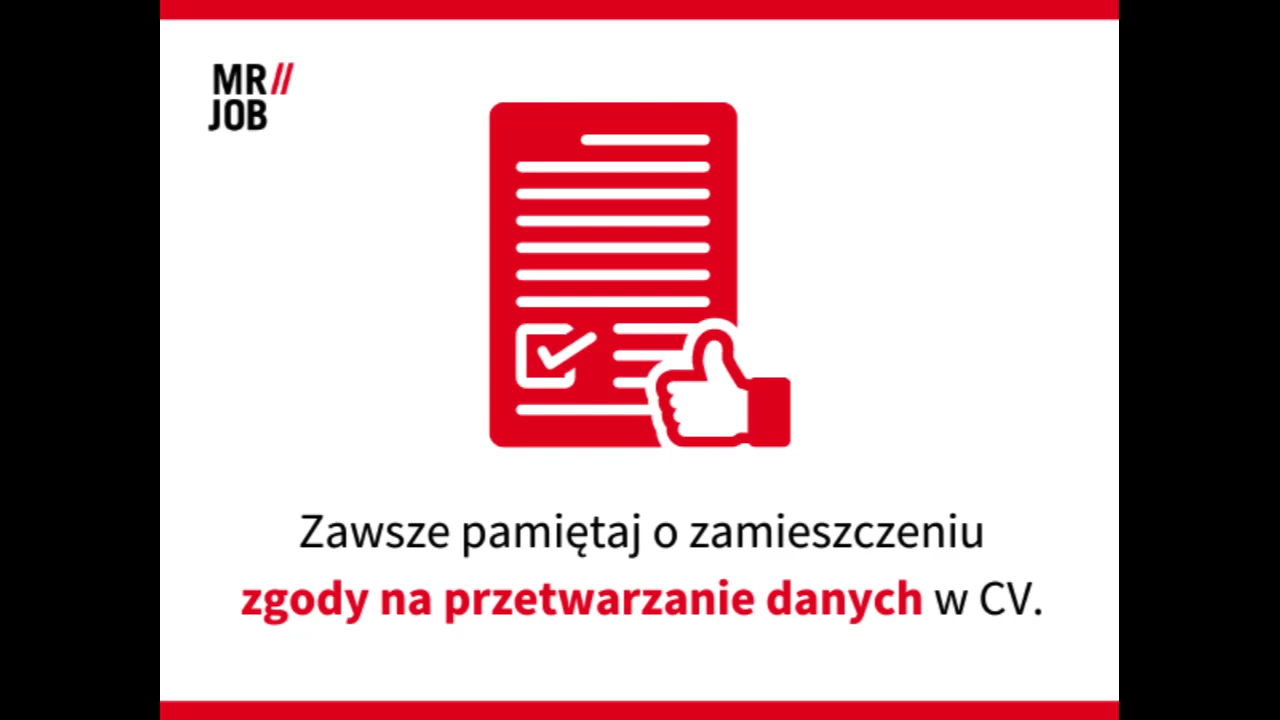 MR//
JOB
Zawsze pamiętaj o zamieszczeniu
zgody na przetwarzanie danych w CV.